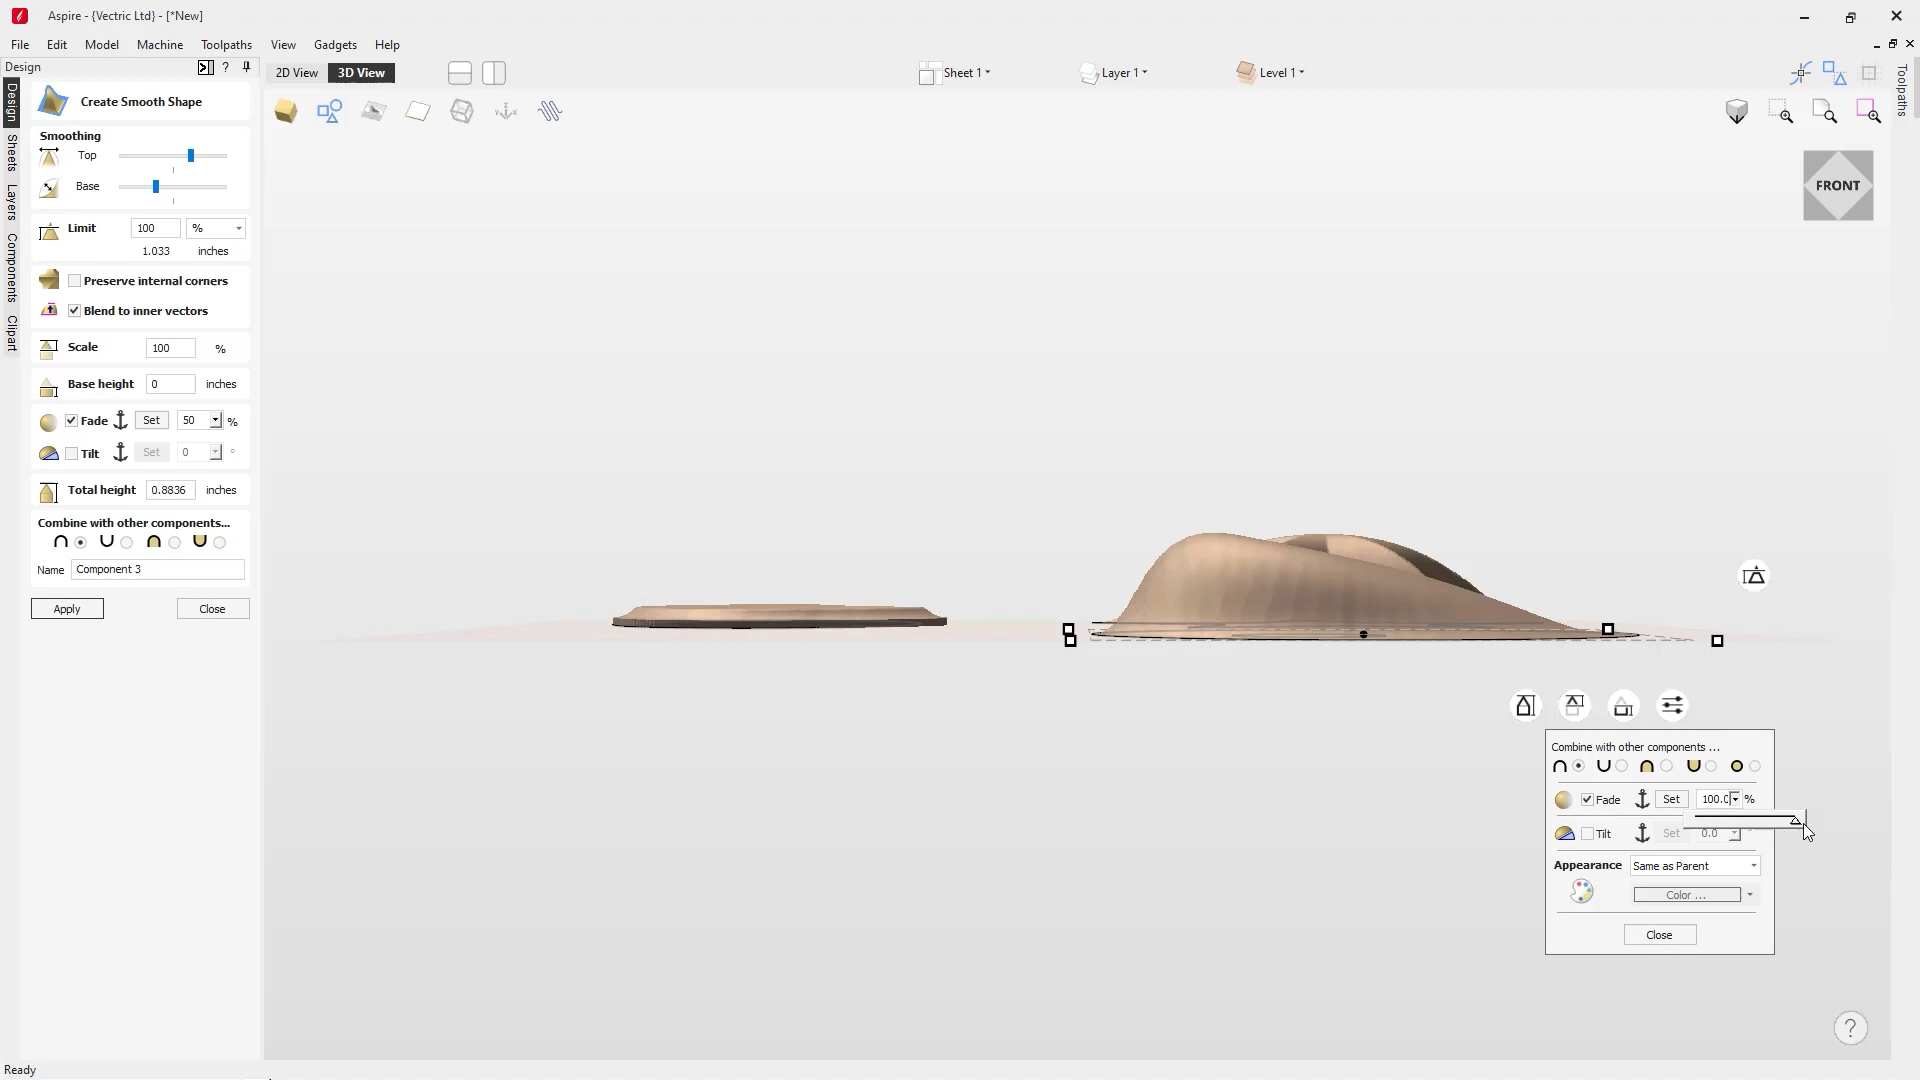 Aspire - {Vectric Ltd} - [*New]
File Edit Model Machine Toolpaths View Gadgets Help
Design ?
2D View 3D View Sheet 1 Layer 1 Level 1
Design
Sheets
Layers
Components
Clipart
Toolpaths
Create Smooth Shape
Smoothing
Top
Base
Limit 100 %
1.033 inches
Preserve internal corners
Blend to inner vectors
Scale 100 %
Base height 0 inches
Fade Set 50 %
Tilt Set 0 °
Total height 0.8836 inches
Combine with other components...
Name Component 3
Apply Close
FRONT
Combine with other components ...
Fade Set 100.0 %
Tilt Set 0.0
Appearance Same as Parent
Color ...
Close
?
Ready